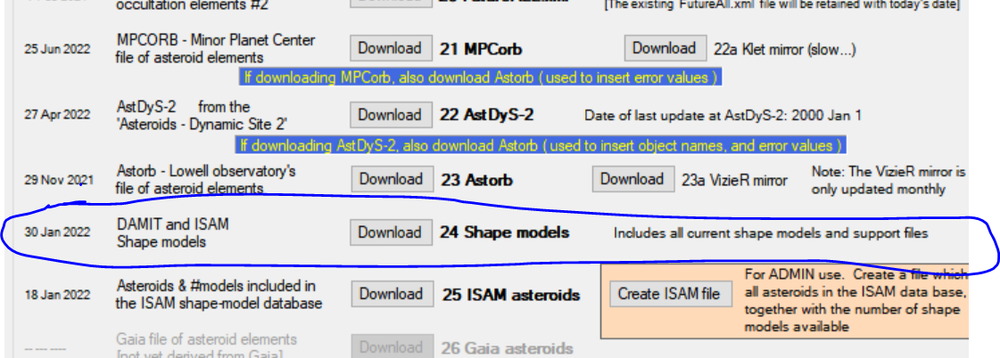 occultation elements #2
[The existing FutureAll.xml file will be retained with today's date]
25 Jun 2022 MPCORB - Minor Planet Center file of asteroid elements Download 21 MPCorb Download 22a Klet mirror (slow...)
If downloading MPCorb, also download Astorb ( used to insert error values )
27 Apr 2022 AstDyS-2 from the 'Asteroids - Dynamic Site 2' Download 22 AstDyS-2 Date of last update at AstDyS-2: 2000 Jan 1
If downloading AstDyS-2, also download Astorb ( used to insert object names, and error values )
29 Nov 2021 Astorb - Lowell observatory's file of asteroid elements Download 23 Astorb Download 23a VizieR mirror Note: The VizieR mirror is only updated monthly
30 Jan 2022 DAMIT and ISAM Shape models Download 24 Shape models Includes all current shape models and support files
18 Jan 2022 Asteroids & #models included in the ISAM shape-model database Download 25 ISAM asteroids Create ISAM file
For ADMIN use. Create a file which
all asteroids in the ISAM data base,
together with the number of shape
models available
-- --- ---- Gaia file of asteroid elements [not yet derived from Gaia] Download 26 Gaia asteroids